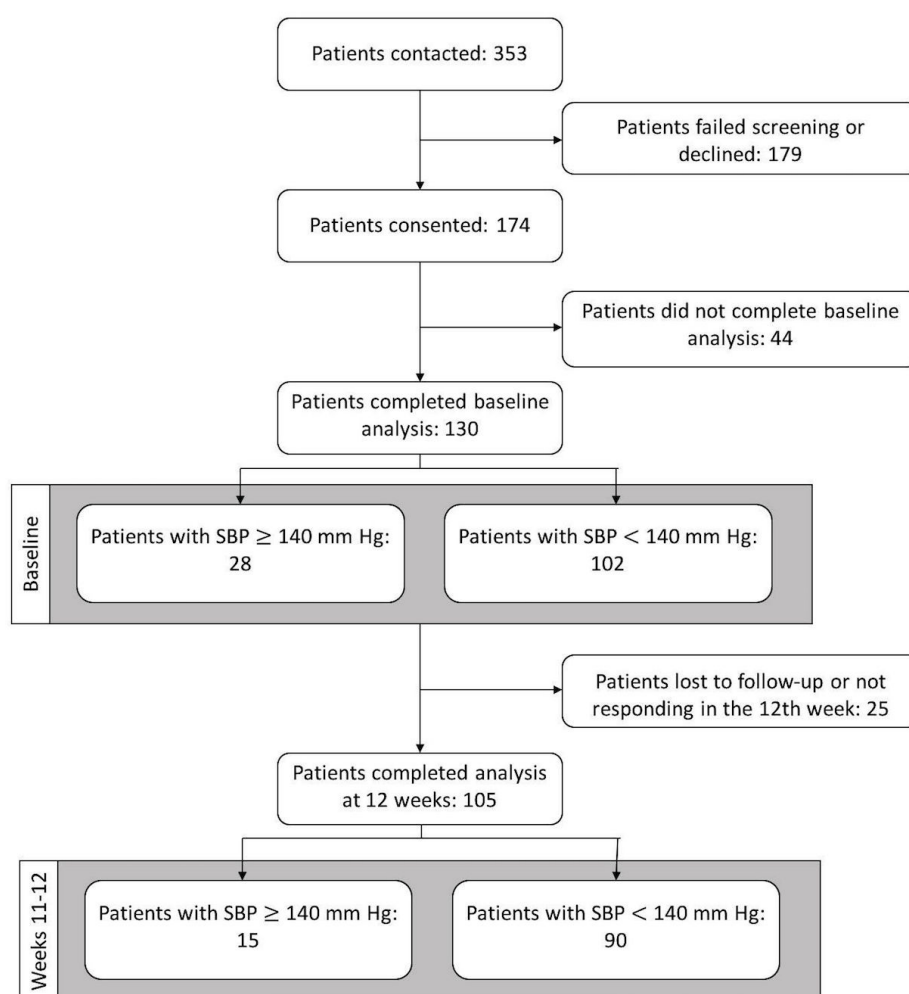 Patients contacted: 353
Patients failed screening or
declined: 179
Patients consented: 174
Patients did not complete baseline
analysis: 44
Patients completed baseline
analysis: 130
Baseline
Patients with SBP ≥ 140 mm Hg:
28
Patients with SBP < 140 mm Hg:
102
Patients lost to follow-up or not
responding in the 12th week: 25
Patients completed analysis
at 12 weeks: 105
Weeks 11-12
Patients with SBP ≥ 140 mm Hg:
15
Patients with SBP < 140 mm Hg:
90